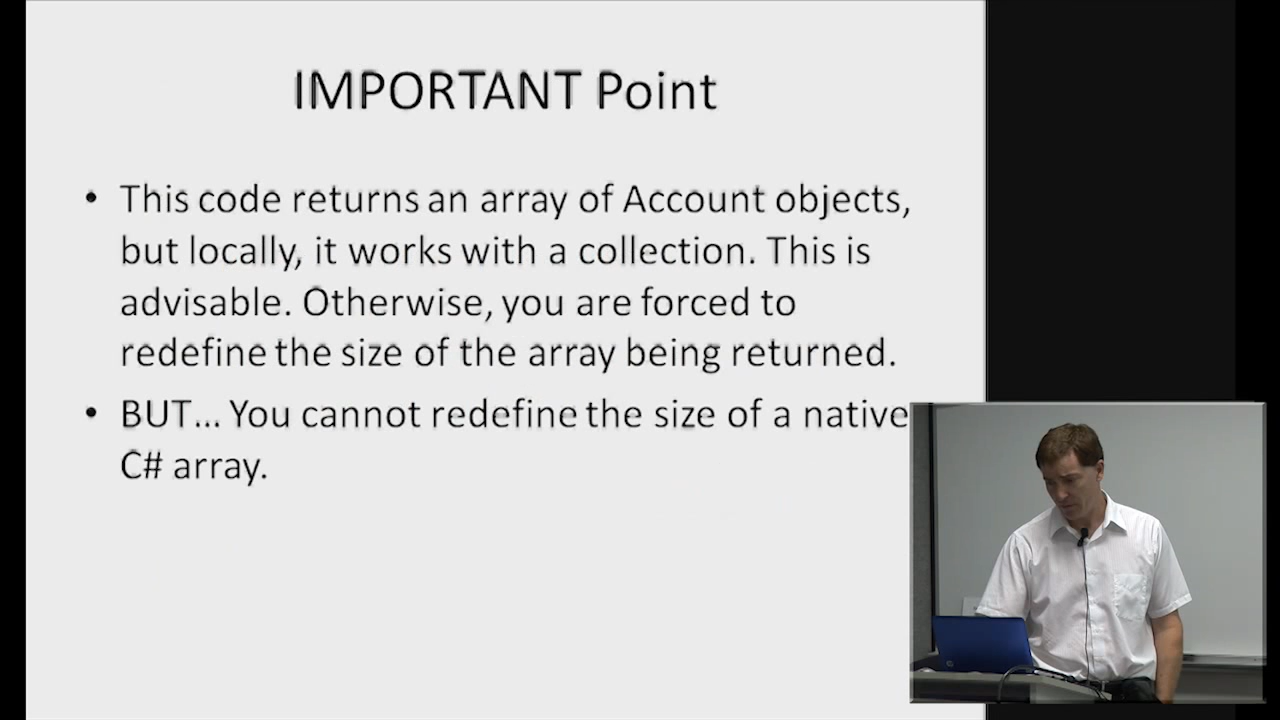 IMPORTANT Point
• This code returns an array of Account objects,
but locally, it works with a collection. This is
advisable. Otherwise, you are forced to
redefine the size of the array being returned.
• BUT... You cannot redefine the size of a native
C# array.